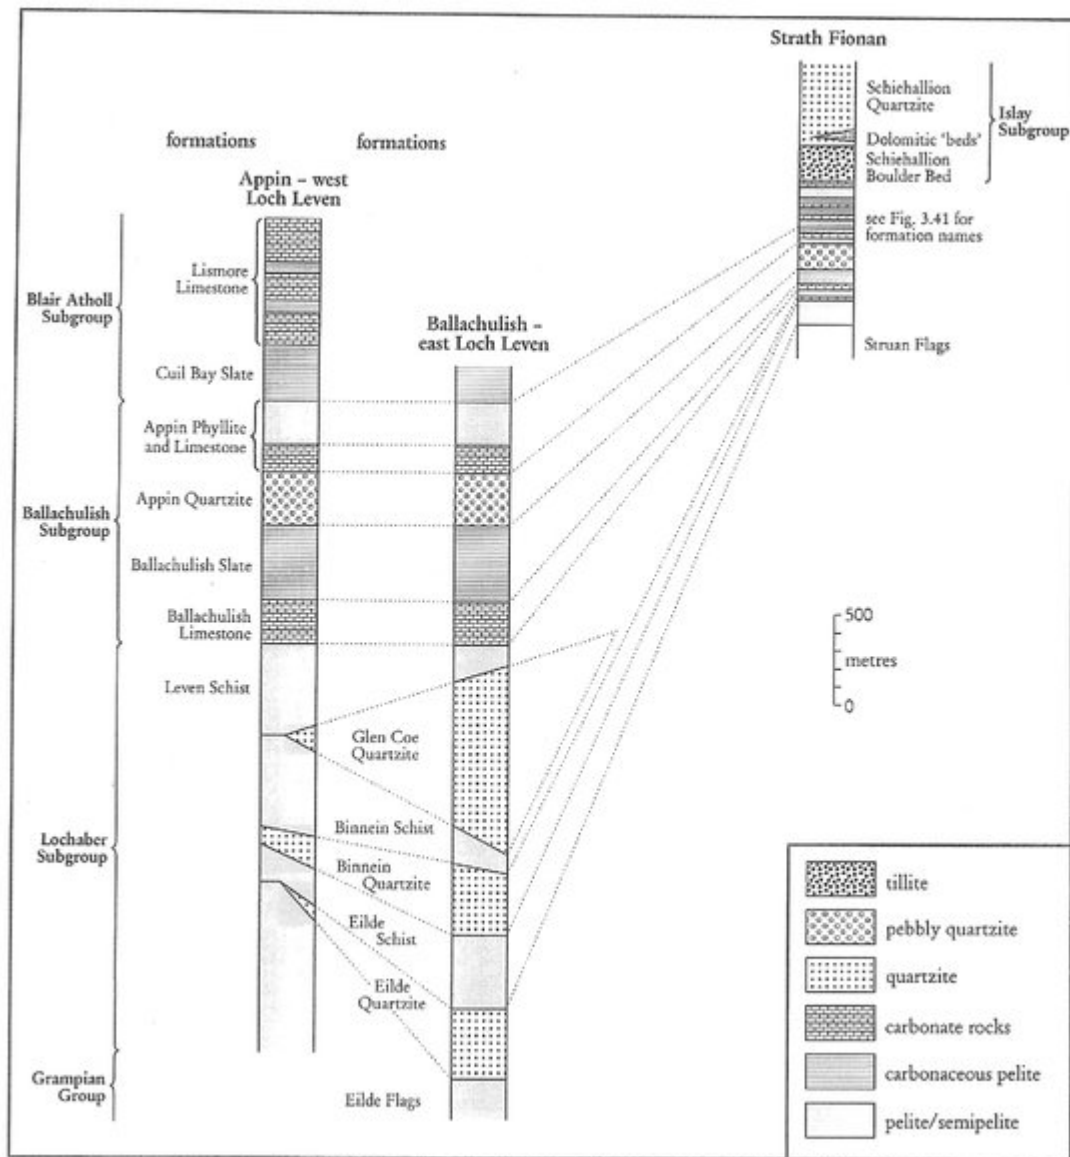 Strath Fionan
Schiehallion
Quartzite
Dolomitic 'beds'
Schiehallion
Boulder Bed
Islay
Subgroup
see Fig. 3.41 for
formation names
Struan Flags
formations
formations
Appin – west
Loch Leven
Ballachulish –
east Loch Leven
Blair Atholl
Subgroup
Lismore
Limestone
Cuil Bay Slate
Appin Phyllite
and Limestone
Appin Quartzite
Ballachulish
Subgroup
Ballachulish Slate
Ballachulish
Limestone
Leven Schist
Glen Coe
Quartzite
Binnein Schist
Binnein
Quartzite
Lochaber
Subgroup
Eilde
Schist
Eilde
Quartzite
Grampian
Group
Eilde Flags
500
metres
0
tillite
pebbly quartzite
quartzite
carbonate rocks
carbonaceous pelite
pelite/semipelite